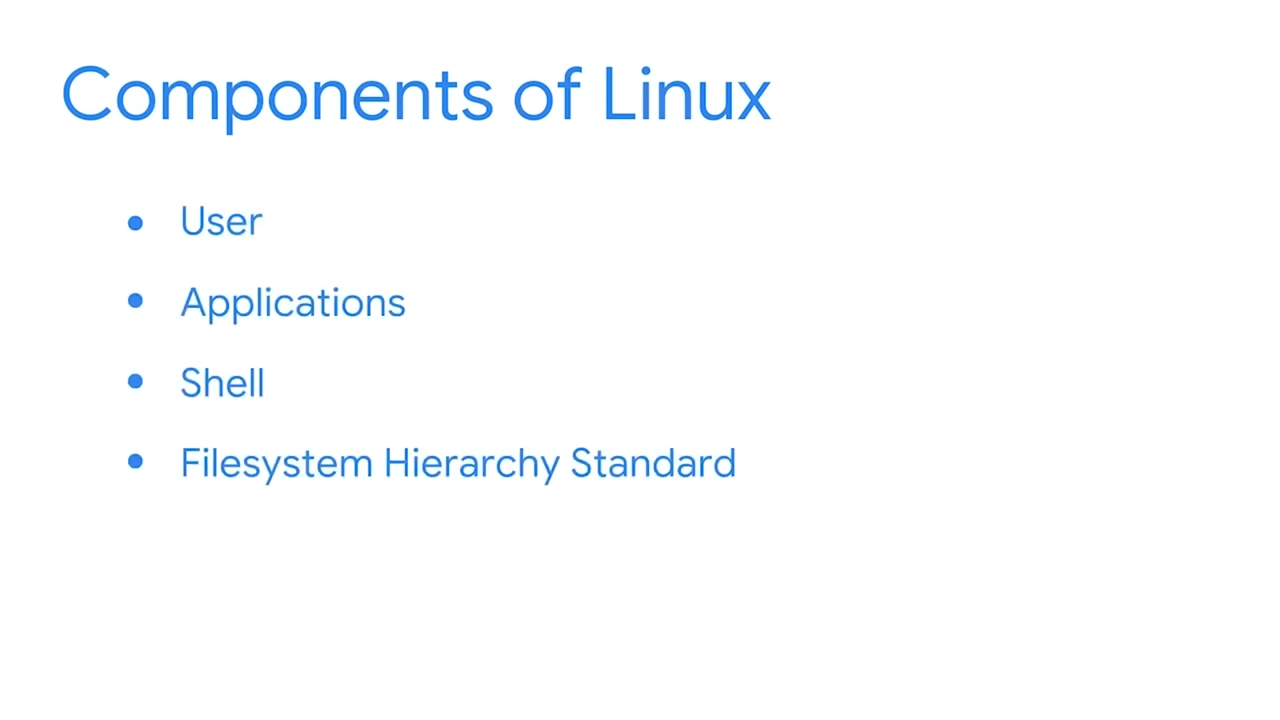 Components of Linux
• User
• Applications
• Shell
• Filesystem Hierarchy Standard